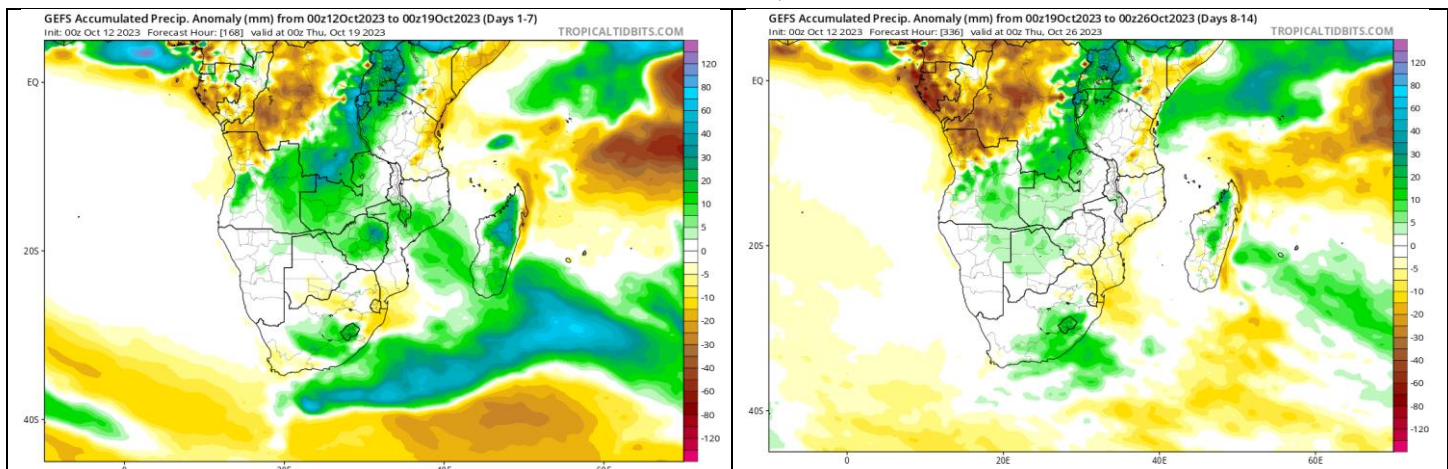 GEFS Accumulated Precip. Anomaly (mm) from 00z12Oct2023 to 00z19Oct2023 (Days 1-7)
Init: 00z Oct 12 2023 Forecast Hour: [168] valid at 00z Thu, Oct 19 2023 TROPICALTIDBITS.COM
EQ
20S
40S
0
20E
40E
60E
120
80
60
40
30
20
10
5
0
-5
-10
-20
-30
-40
-60
-80
-120
GEFS Accumulated Precip. Anomaly (mm) from 00z19Oct2023 to 00z26Oct2023 (Days 8-14)
Init: 00z Oct 12 2023 Forecast Hour: [336] valid at 00z Thu, Oct 26 2023 TROPICALTIDBITS.COM
EQ
20S
40S
0
20E
40E
60E
120
80
60
40
30
20
10
5
0
-5
-10
-20
-30
-40
-60
-80
-120